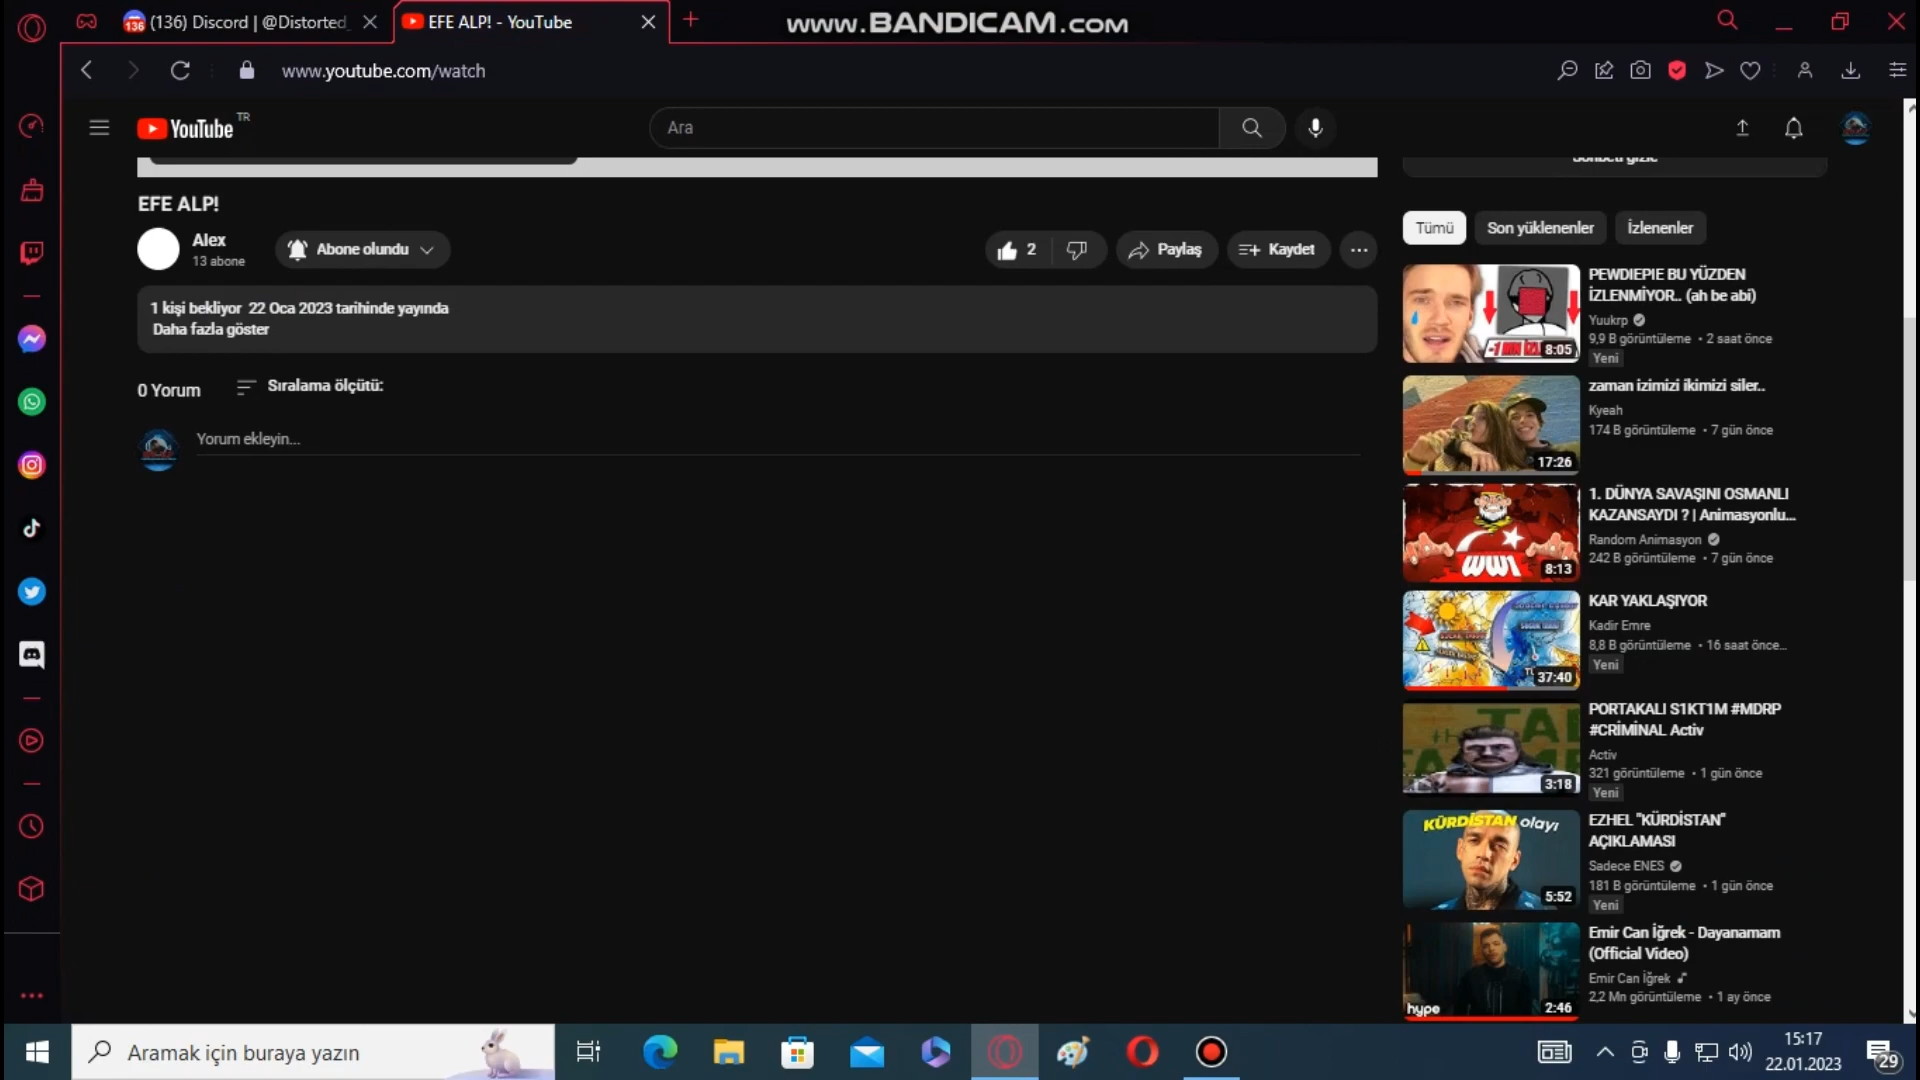 (136) Discord | @Distorted_
EFE ALP! - YouTube
www.BANDICAM.com
www.youtube.com/watch
YouTube TR
Ara
EFE ALP!
Alex
13 abone
Abone olundu
2
Paylaş
Kaydet
1 kişi bekliyor 22 Oca 2023 tarihinde yayında
Daha fazla göster
0 Yorum
Sıralama ölçütü:
Yorum ekleyin...
Sohbeti gizle
Tümü
Son yüklenenler
İzlenenler
8:05
PEWDIEPIE BU YÜZDEN
İZLENMİYOR.. (ah be abi)
Yuukrp
9,9 B görüntüleme • 2 saat önce
Yeni
17:26
zaman izimizi ikimizi siler..
Kyeah
174 B görüntüleme • 7 gün önce
WW1
8:13
1. DÜNYA SAVAŞINI OSMANLI
KAZANSAYDI ? | Animasyonlu...
Random Animasyon
242 B görüntüleme • 7 gün önce
37:40
KAR YAKLAŞIYOR
Kadir Emre
8,8 B görüntüleme • 16 saat önce...
Yeni
3:18
PORTAKALI S1KT1M #MDRP
#CRİMİNAL Activ
Activ
321 görüntüleme • 1 gün önce
Yeni
KÜRDİSTAN olayı
5:52
EZHEL "KÜRDİSTAN"
AÇIKLAMASI
Sadece ENES
181 B görüntüleme • 1 gün önce
Yeni
hype
2:46
Emir Can İğrek - Dayanamam
(Official Video)
Emir Can İğrek
2,2 Mn görüntüleme • 1 ay önce
Aramak için buraya yazın
15:17
22.01.2023
29